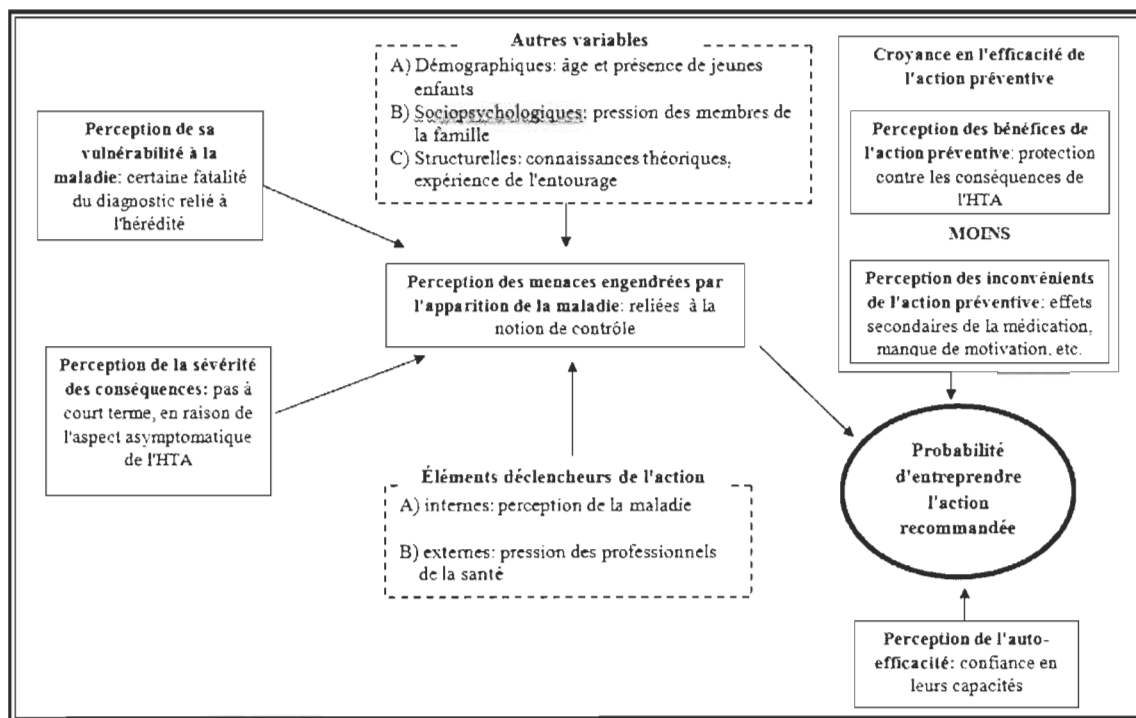 Autres variables
A) Démographiques: âge et présence de jeunes
enfants
B) Sociopsychologiques: pression des membres de
la famille
C) Structurelles: connaissances théoriques,
expérience de l'entourage
Croyance en l'efficacité de
l'action préventive
Perception des bénéfices de
l'action préventive: protection
contre les conséquences de
l'HTA
MOINS
Perception des inconvénients
de l'action préventive: effets
secondaires de la médication,
manque de motivation, etc.
Perception de sa
vulnérabilité à la
maladie: certaine fatalité
du diagnostic relié à
l'hérédité
Perception des menaces engendrées par
l'apparition de la maladie: reliées à la
notion de contrôle
Perception de la sévérité
des conséquences: pas à
court terme, en raison de
l'aspect asymptomatique
de l'HTA
Éléments déclencheurs de l'action
A) internes: perception de la maladie
B) externes: pression des professionnels
de la santé
Probabilité
d'entreprendre
l'action
recommandée
Perception de l'auto-
efficacité: confiance en
leurs capacités